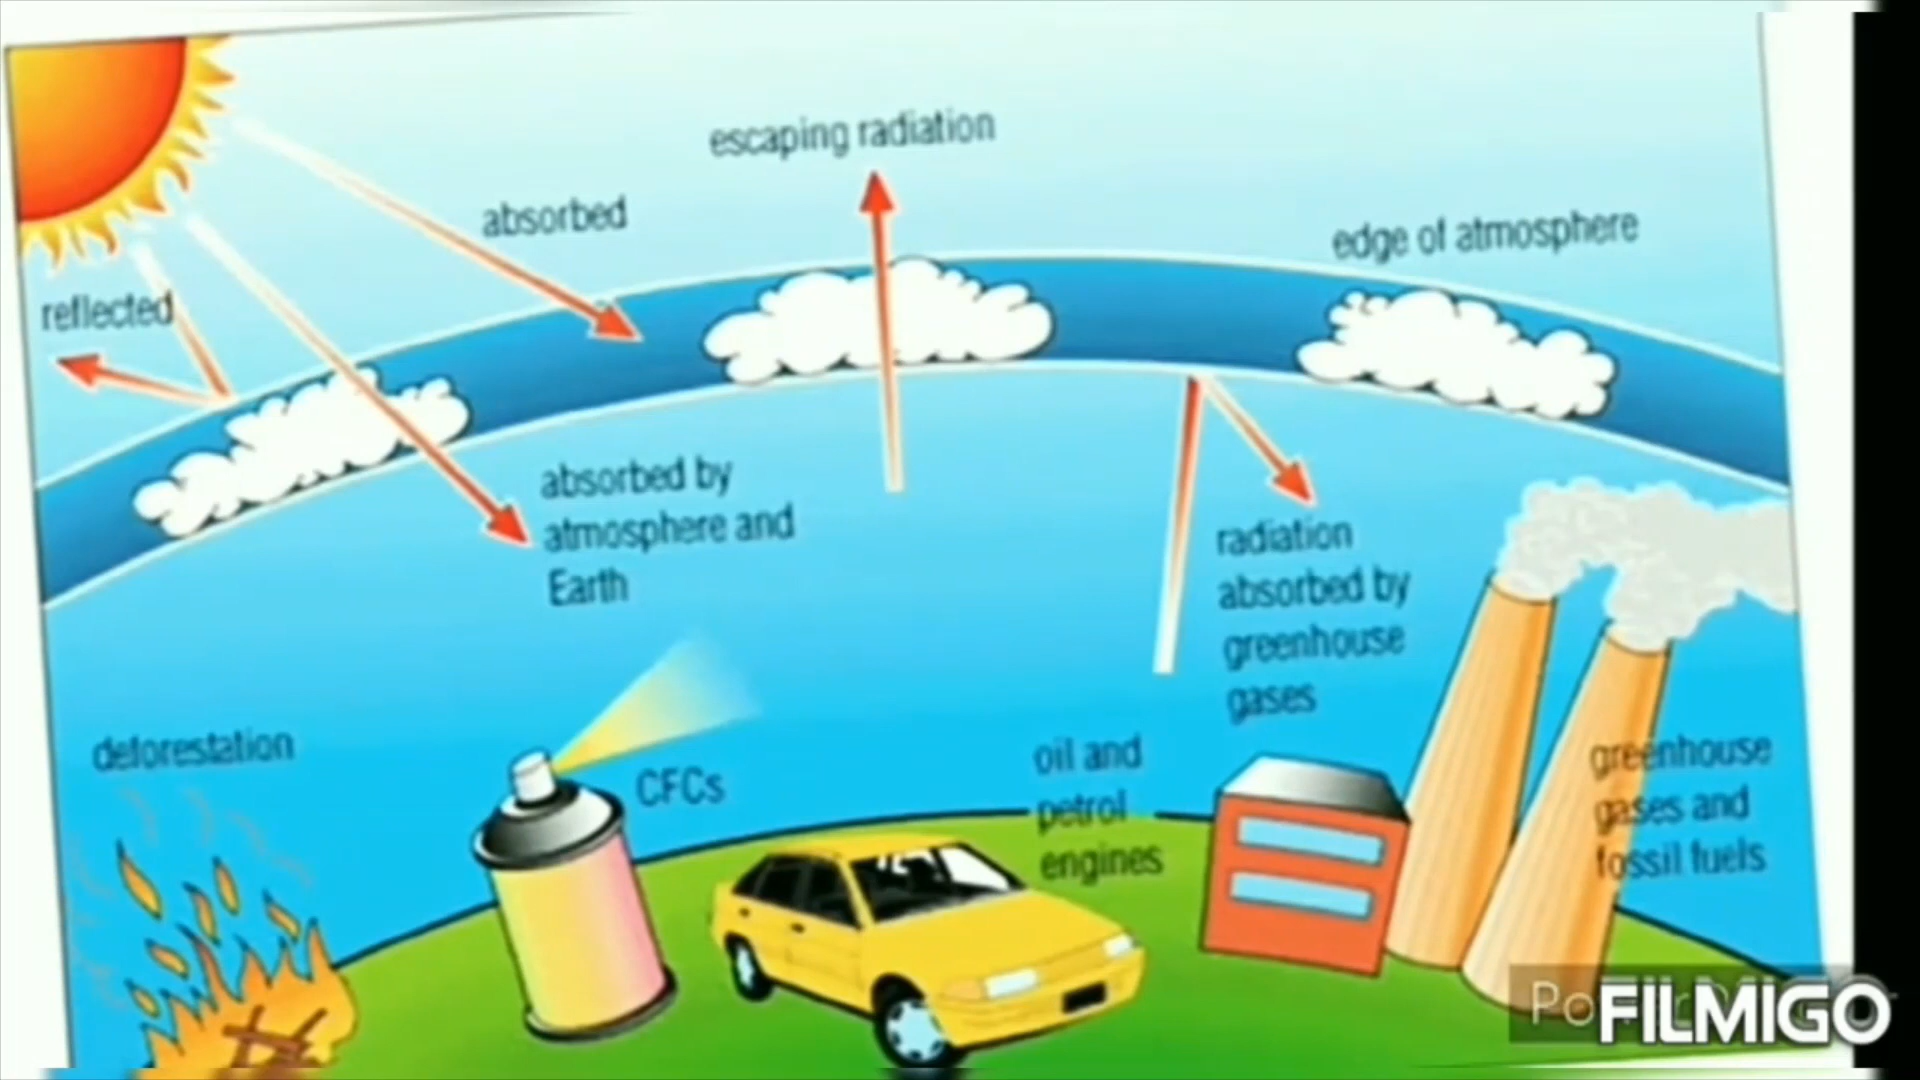 escaping radiation
absorbed
edge of atmosphere
reflected
absorbed by
atmosphere and
Earth
radiation
absorbed by
greenhouse
gases
deforestation
CFCs
oil and
petrol
engines
greenhouse
gases and
fossil fuels
FILMIGO